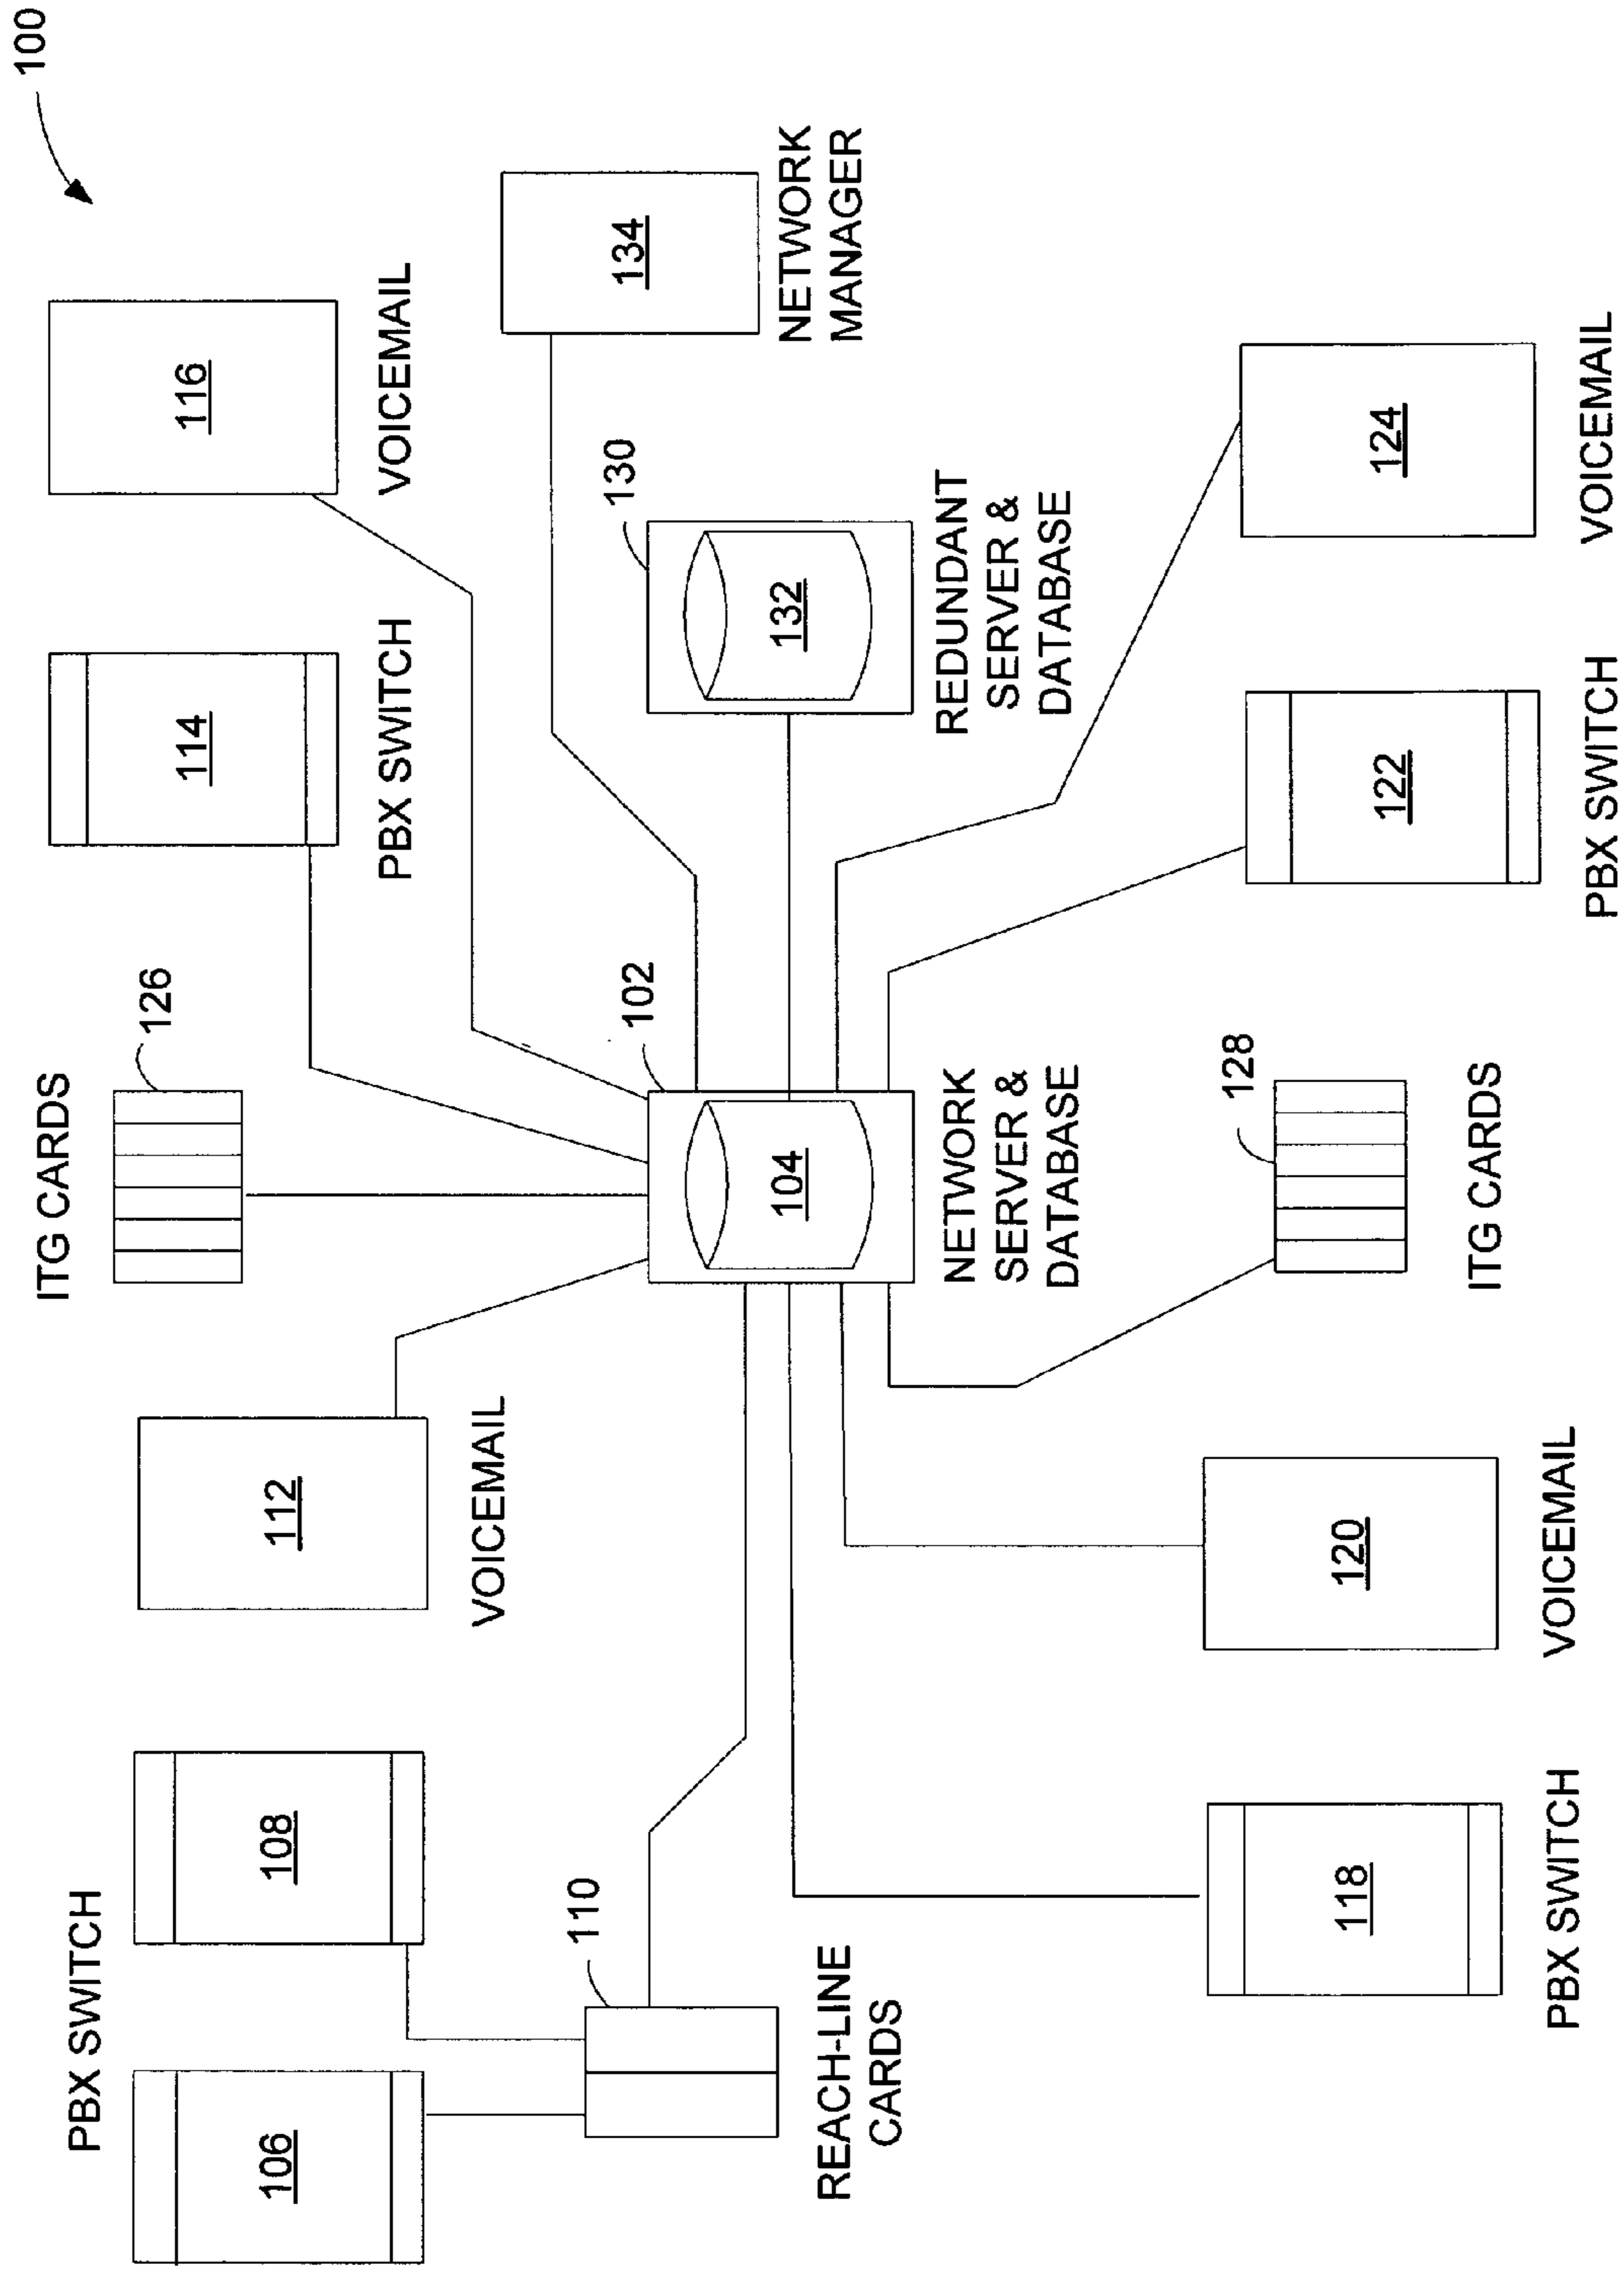 100
ITG CARDS
PBX SWITCH
126
114
116
106
108
112
PBX SWITCH
VOICEMAIL
VOICEMAIL
110
102
130
134
104
132
NETWORK
MANAGER
REACH-LINE
CARDS
NETWORK
SERVER &
DATABASE
REDUNDANT
SERVER &
DATABASE
128
118
120
122
124
ITG CARDS
PBX SWITCH
VOICEMAIL
PBX SWITCH
VOICEMAIL